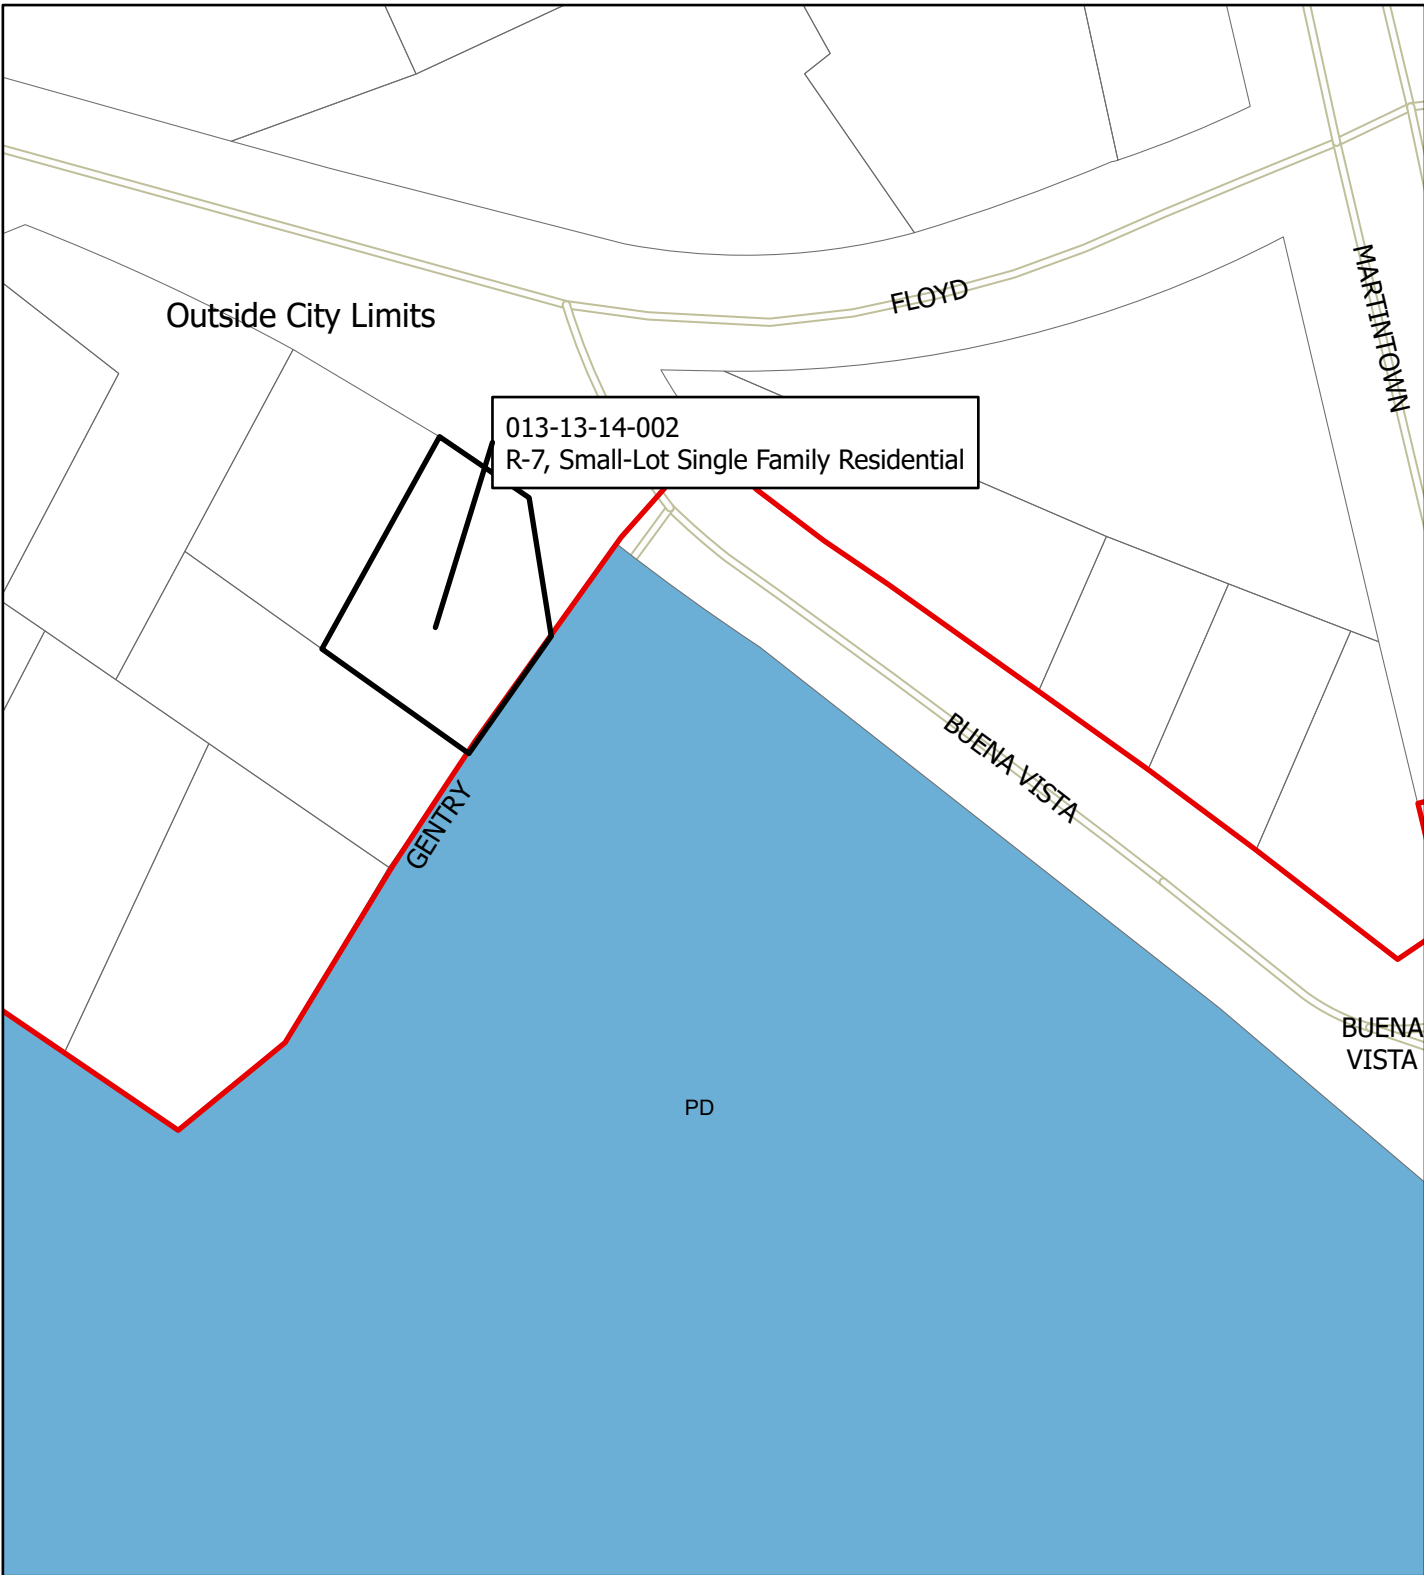 FLOYD
MARTINTOWN
Outside City Limits
013-13-14-002
R-7, Small-Lot Single Family Residential
BUENA VISTA
GENTRY
BUENA
VISTA
PD